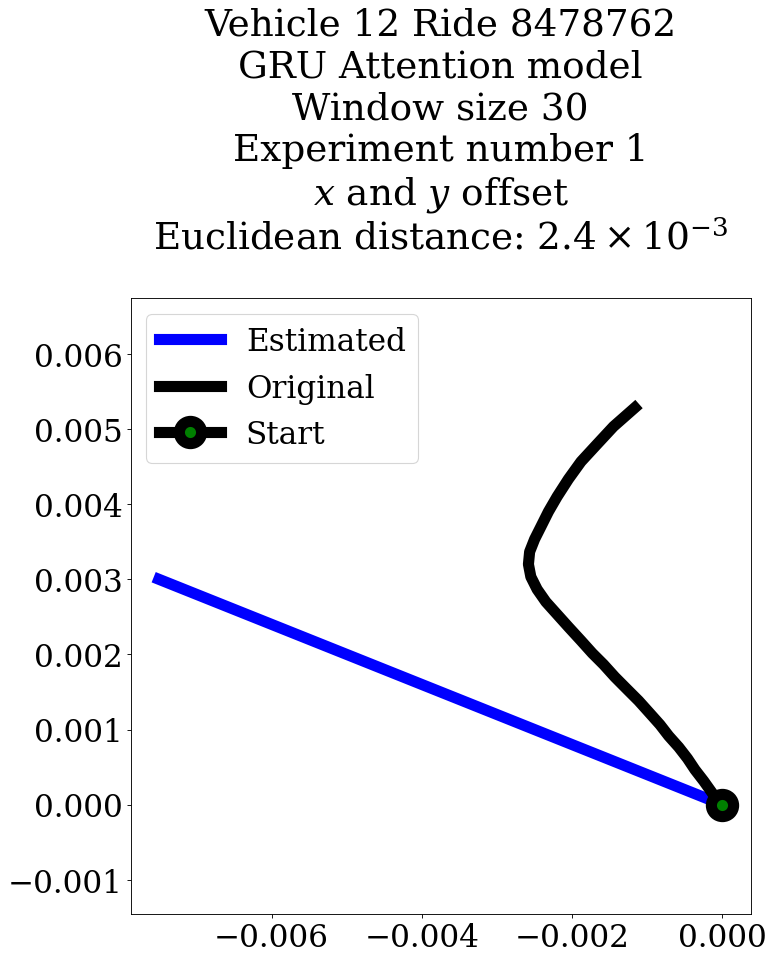 Vehicle 12 Ride 8478762
GRU Attention model
Window size 30
Experiment number 1
x and y offset
Euclidean distance: 2.4 × 10⁻³
Estimated
Original
Start
0.006
0.005
0.004
0.003
0.002
0.001
0.000
−0.001
−0.006 −0.004 −0.002 0.000